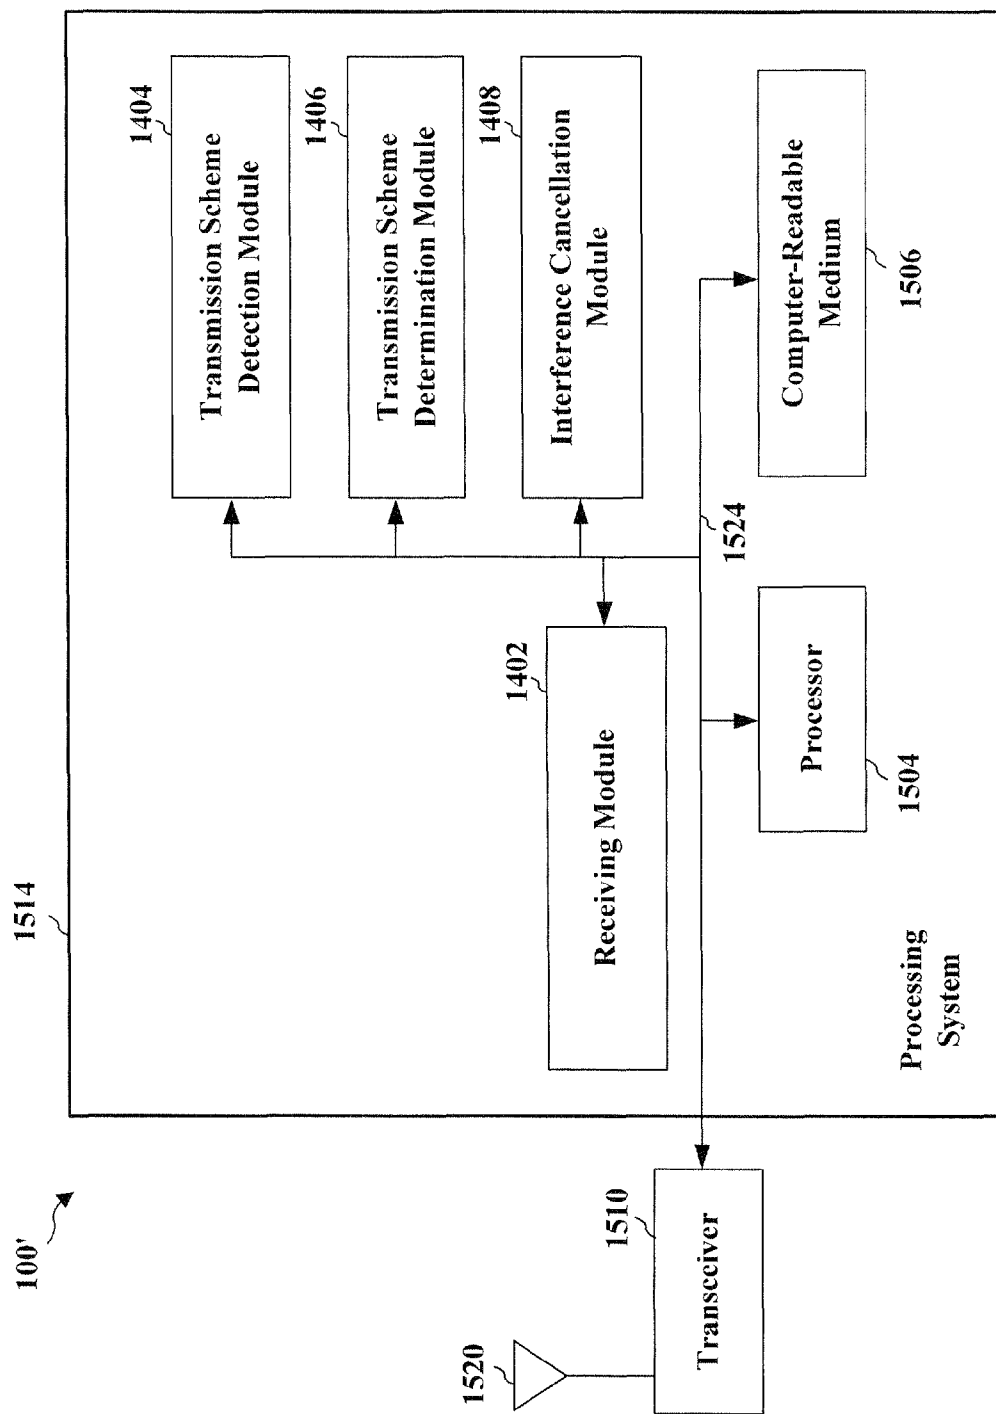 100'
1514
1404
Transmission Scheme
Detection Module
1406
Transmission Scheme
Determination Module
1408
Interference Cancellation
Module
1402
Receiving Module
1520
1510
Transceiver
1524
Processor
1504
Computer-Readable
Medium
1506
Processing
System